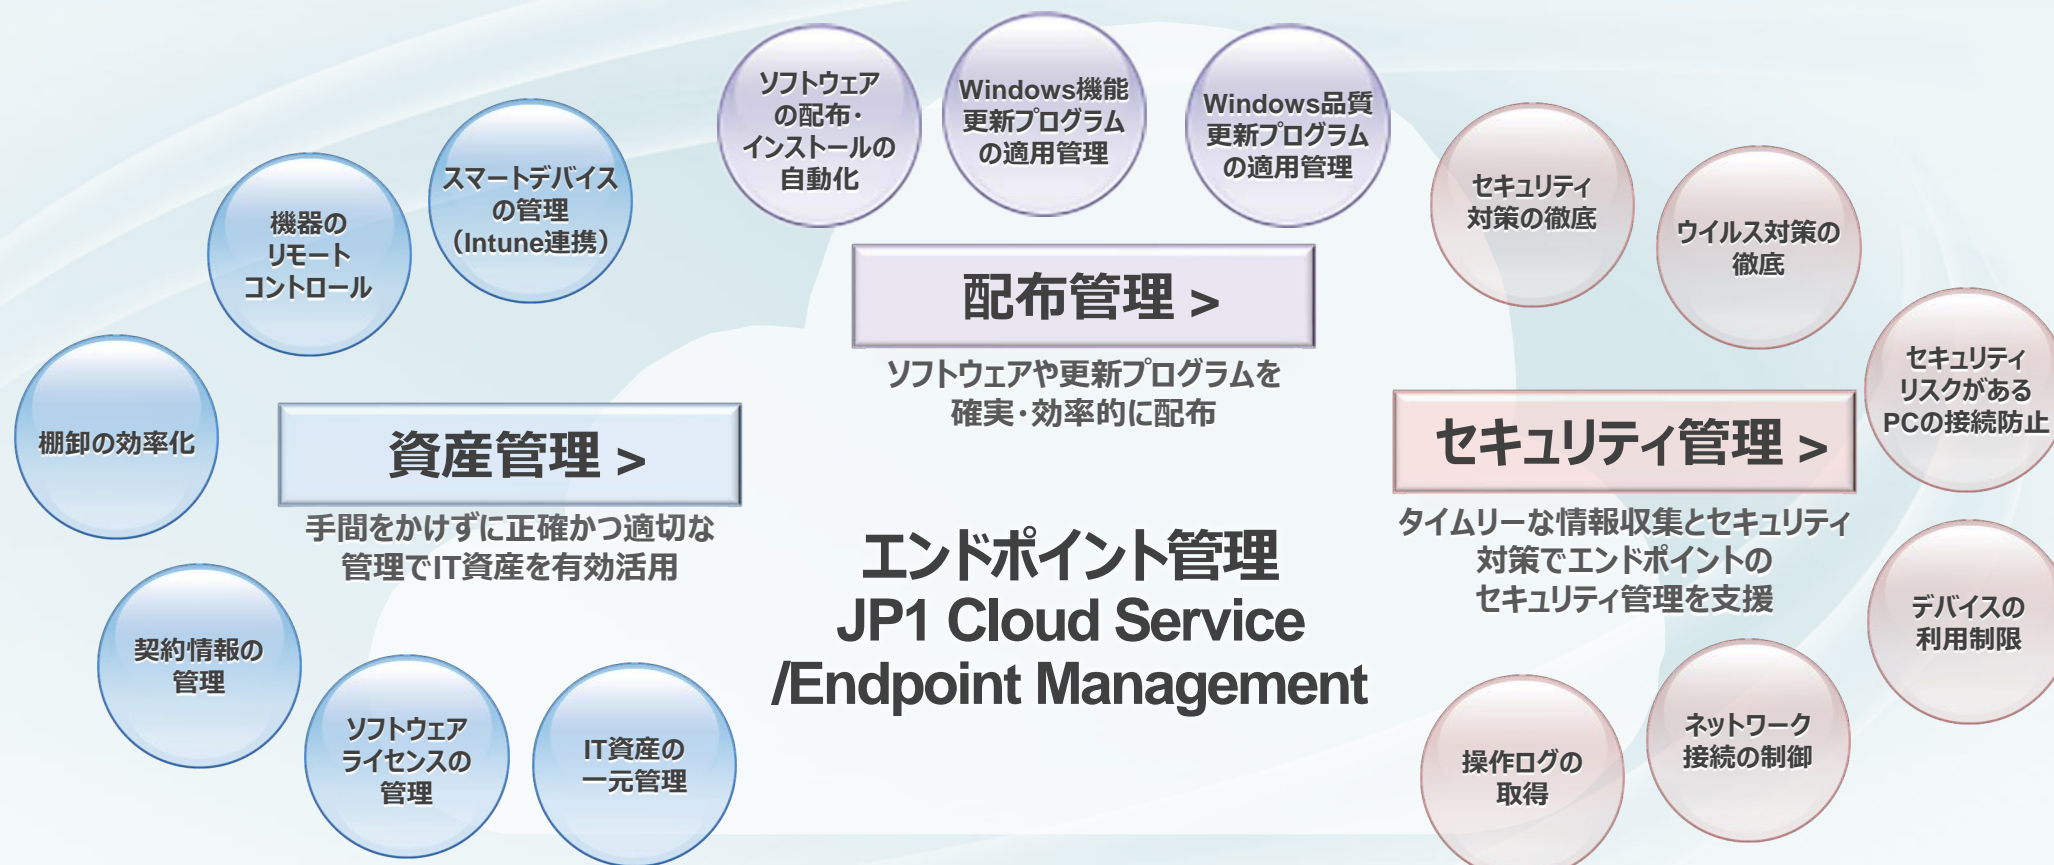 ソフトウェア
の配布・
インストールの
自動化
Windows機能
更新プログラム
の適用管理
Windows品質
更新プログラム
の適用管理
配布管理 >
ソフトウェアや更新プログラムを
確実・効率的に配布
スマートデバイス
の管理
（Intune連携）
機器の
リモート
コントロール
棚卸の効率化
資産管理 >
手間をかけずに正確かつ適切な
管理でIT資産を有効活用
契約情報の
管理
ソフトウェア
ライセンスの
管理
IT資産の
一元管理
エンドポイント管理
JP1 Cloud Service
/Endpoint Management
セキュリティ
対策の徹底
ウイルス対策の
徹底
セキュリティ
リスクがある
PCの接続防止
セキュリティ管理 >
タイムリーな情報収集とセキュリティ
対策でエンドポイントの
セキュリティ管理を支援
デバイスの
利用制限
ネットワーク
接続の制御
操作ログの
取得